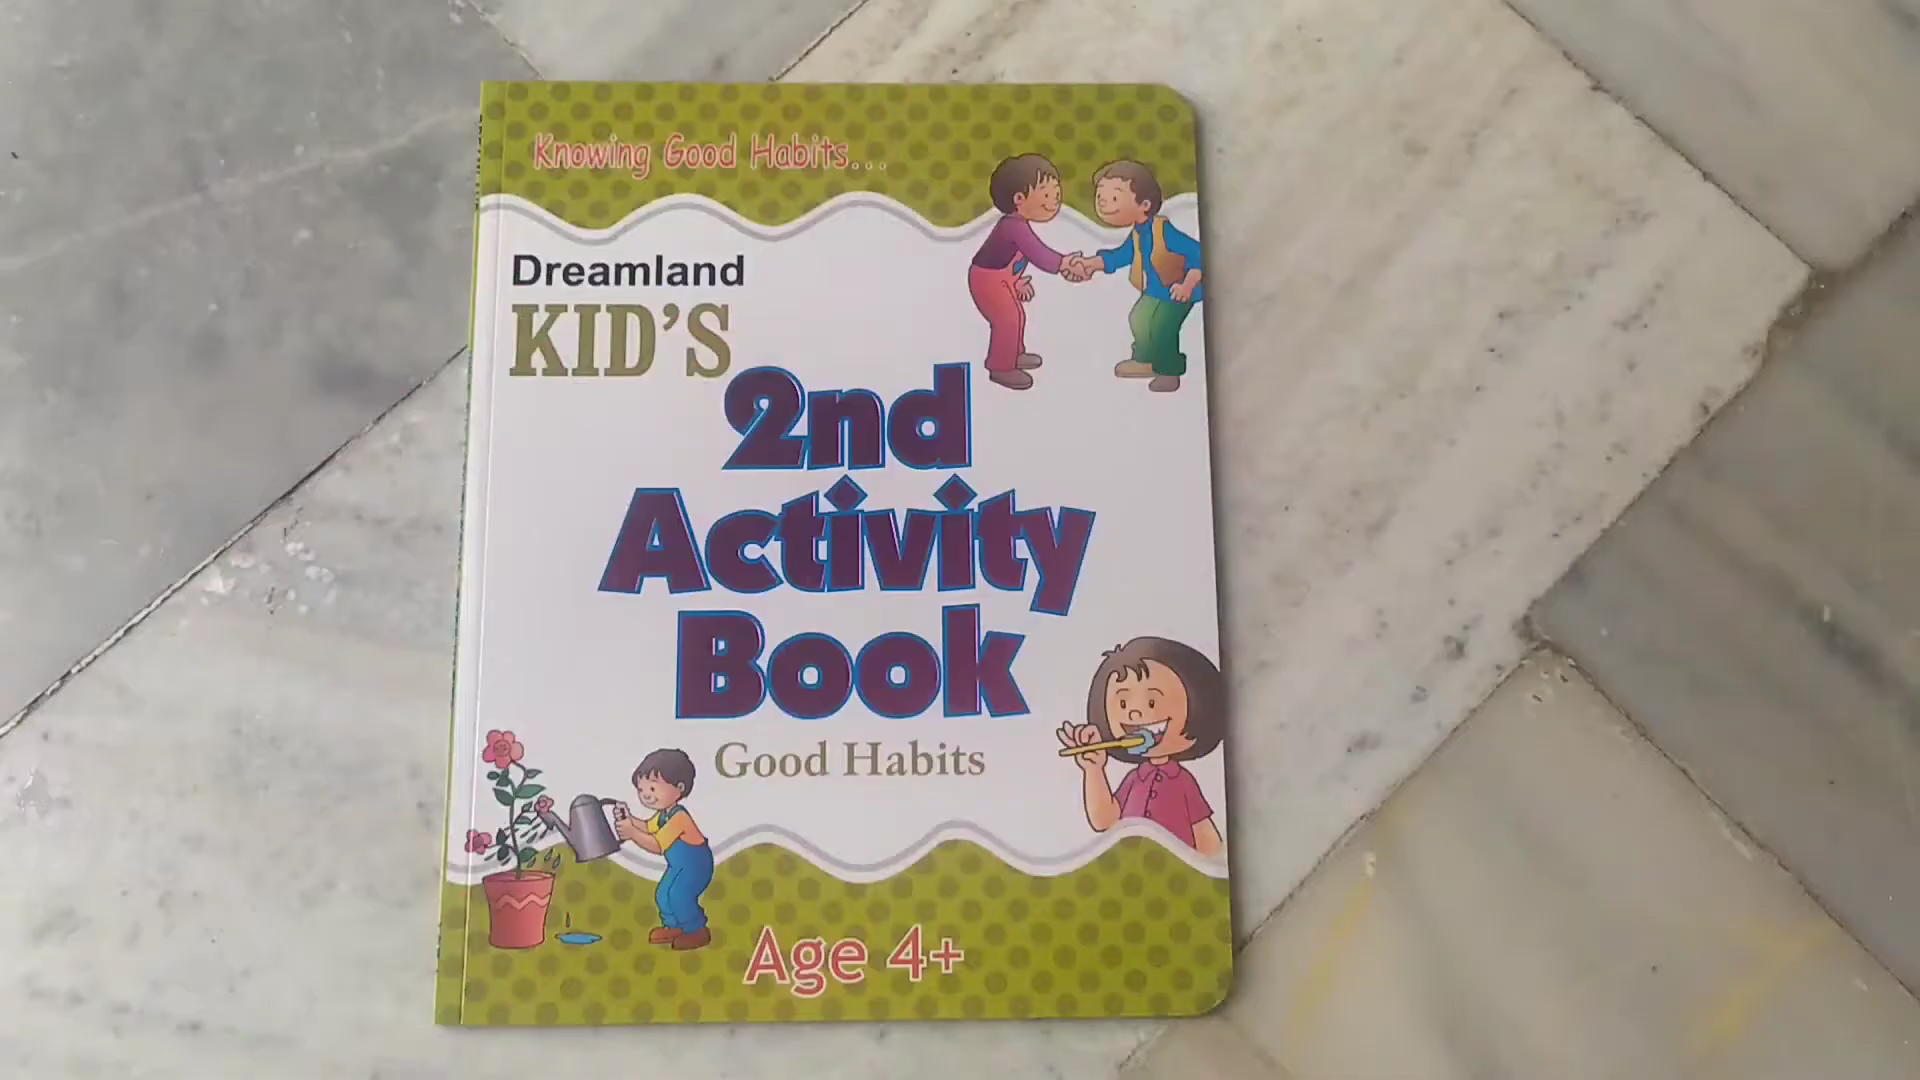 Knowing Good Habits...
Dreamland
KID'S
2nd
Activity
Book
Good Habits
Age 4+